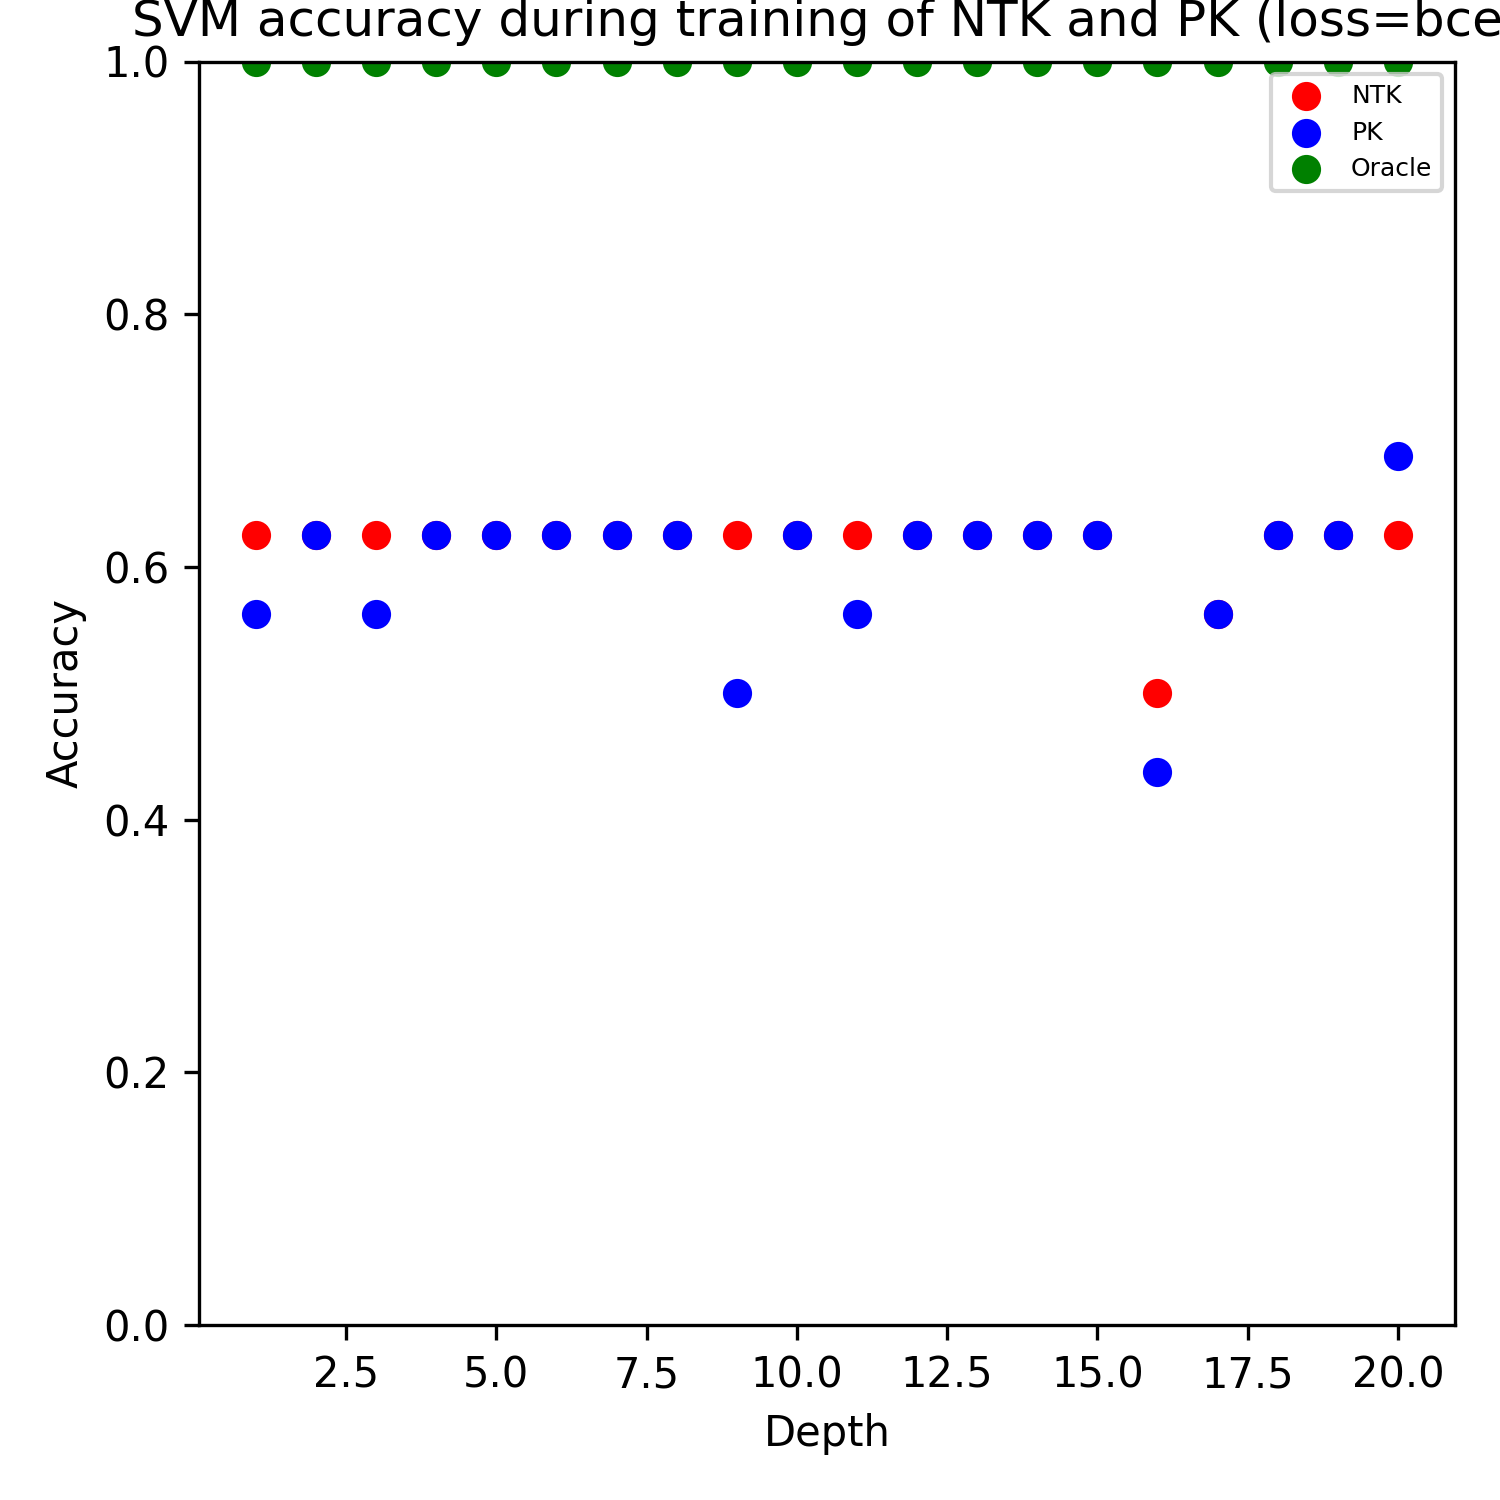 SVM accuracy during training of NTK and PK (loss=bce
1.0
0.8
0.6
0.4
0.2
0.0
Accuracy
NTK
PK
Oracle
2.5 5.0 7.5 10.0 12.5 15.0 17.5 20.0
Depth